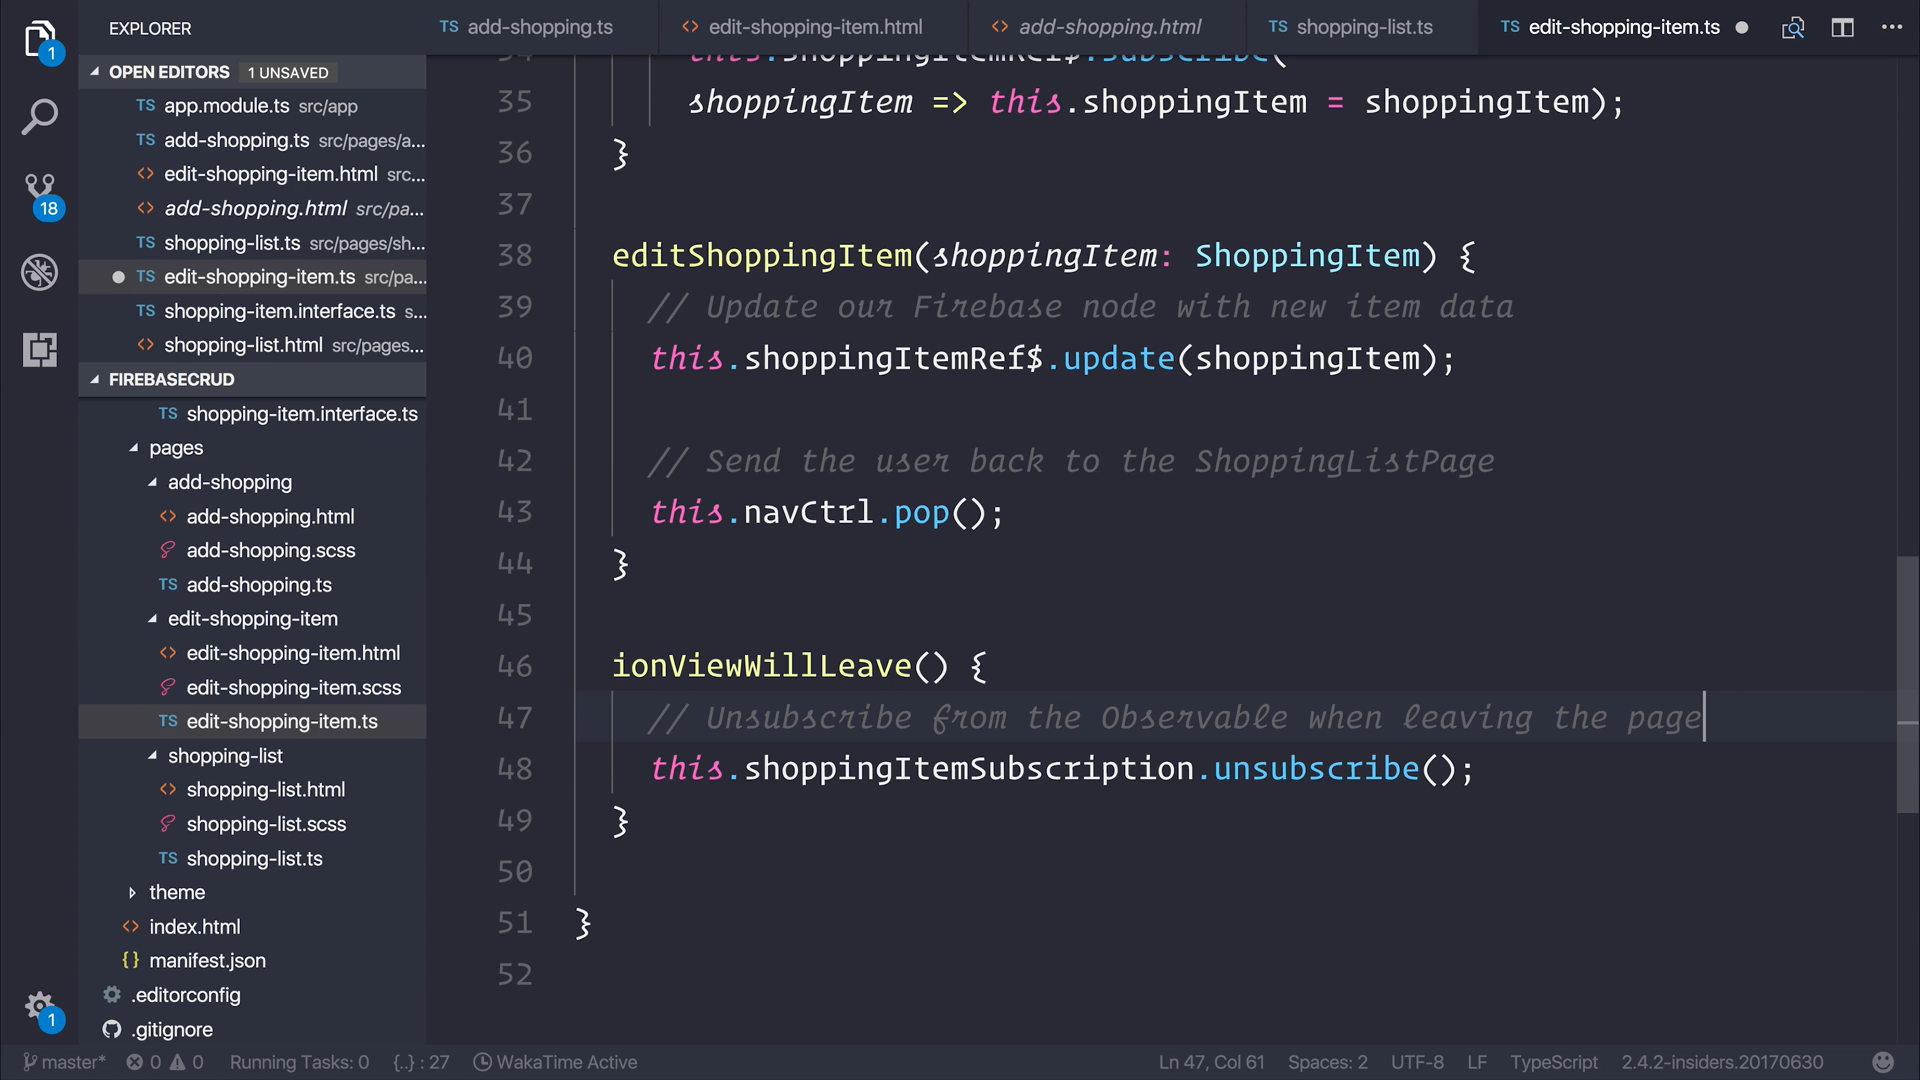 EXPLORER
TS add-shopping.ts
<> edit-shopping-item.html
<> add-shopping.html
TS shopping-list.ts
TS edit-shopping-item.ts
1
OPEN EDITORS 1 UNSAVED
TS app.module.ts src/app
TS add-shopping.ts src/pages/a...
<> edit-shopping-item.html src...
<> add-shopping.html src/pa...
TS shopping-list.ts src/pages/sh...
TS edit-shopping-item.ts src/pa...
TS shopping-item.interface.ts s...
<> shopping-list.html src/pages...
18
FIREBASECRUD
TS shopping-item.interface.ts
pages
add-shopping
<> add-shopping.html
add-shopping.scss
TS add-shopping.ts
edit-shopping-item
<> edit-shopping-item.html
edit-shopping-item.scss
TS edit-shopping-item.ts
shopping-list
<> shopping-list.html
shopping-list.scss
TS shopping-list.ts
theme
<> index.html
{} manifest.json
.editorconfig
.gitignore
1
34 this.shoppingItemRef$.subscribe(
35 shoppingItem => this.shoppingItem = shoppingItem);
36 }
37
38 editShoppingItem(shoppingItem: ShoppingItem) {
39 // Update our Firebase node with new item data
40 this.shoppingItemRef$.update(shoppingItem);
41
42 // Send the user back to the ShoppingListPage
43 this.navCtrl.pop();
44 }
45
46 ionViewWillLeave() {
47 // Unsubscribe from the Observable when leaving the page
48 this.shoppingItemSubscription.unsubscribe();
49 }
50
51 }
52
master* 0 0 Running Tasks: 0 {..} : 27 WakaTime Active Ln 47, Col 61 Spaces: 2 UTF-8 LF TypeScript 2.4.2-insiders.20170630